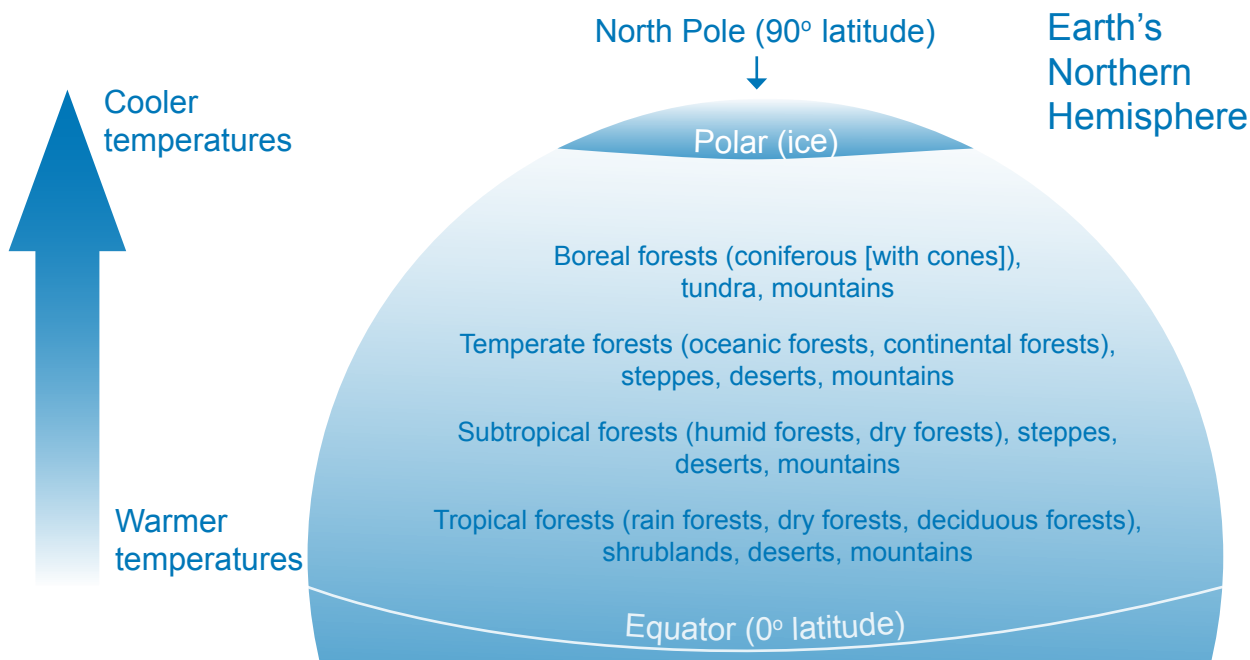 North Pole (90º latitude)
Earth’s
Northern
Hemisphere
Cooler
temperatures
Polar (ice)
Boreal forests (coniferous [with cones]),
tundra, mountains
Temperate forests (oceanic forests, continental forests),
steppes, deserts, mountains
Subtropical forests (humid forests, dry forests), steppes,
deserts, mountains
Tropical forests (rain forests, dry forests, deciduous forests),
shrublands, deserts, mountains
Warmer
temperatures
Equator (0º latitude)